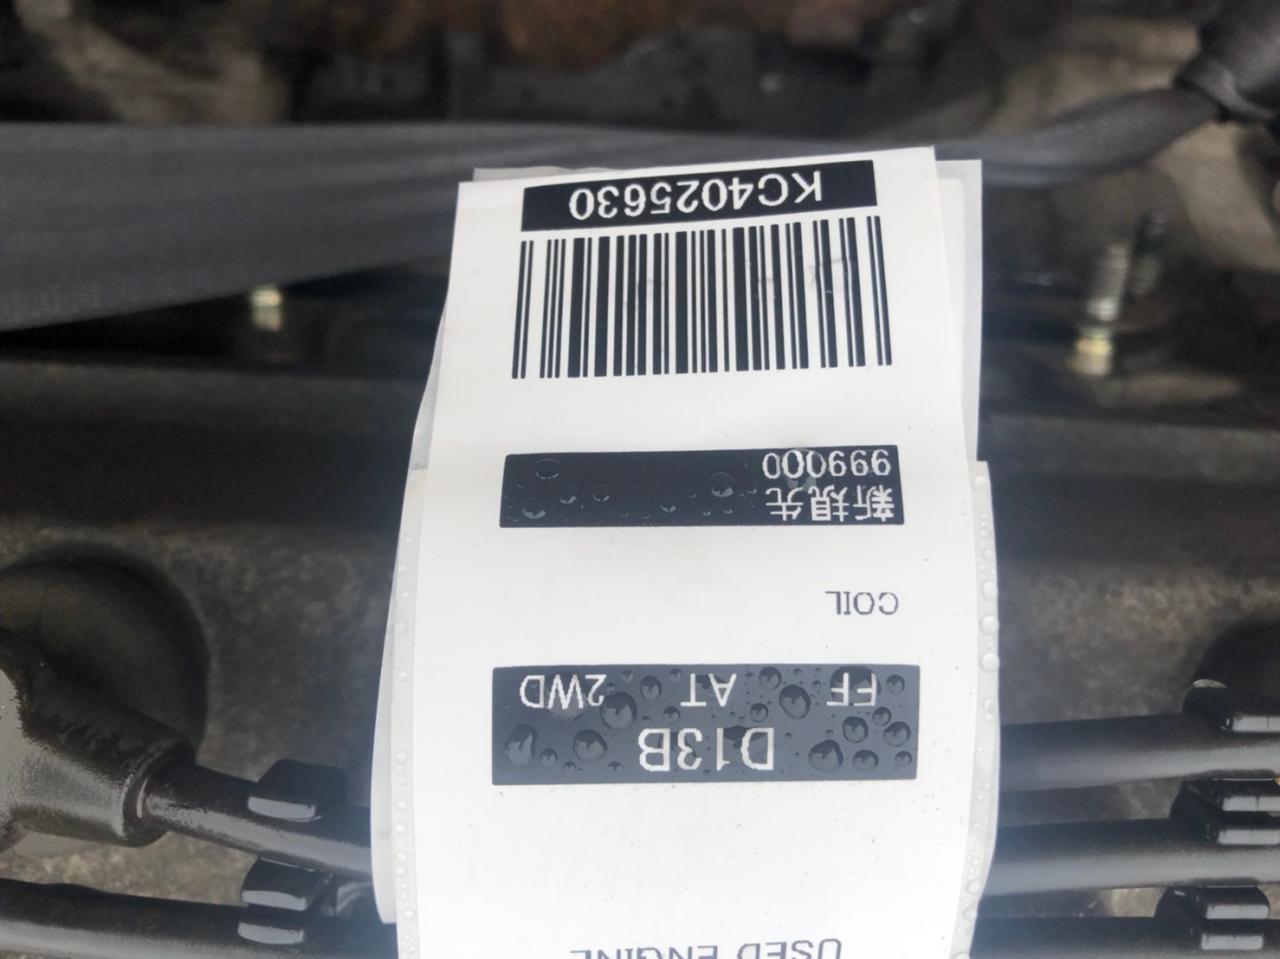 USED ENGINE
D13B
FF AT 2WD
COIL
新規先
999000
KC4025630